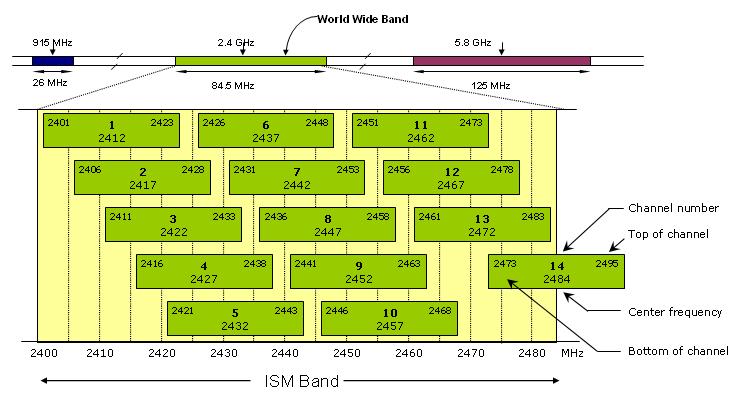 World Wide Band
915 MHz 2.4 GHz 5.8 GHz
26 MHz 84.5 MHz 125 MHz
2401 1 2423 2426 6 2448 2451 11 2473
2412 2437 2462
2406 2 2428 2431 7 2453 2456 12 2478
2417 2442 2467
2411 3 2433 2436 8 2458 2461 13 2483
2422 2447 2472
Channel number
Top of channel
2416 4 2438 2441 9 2463 2473 14 2495
2427 2452 2484
2421 5 2443 2446 10 2468
2432 2457
Center frequency
Bottom of channel
2400 2410 2420 2430 2440 2450 2460 2470 2480 MHz
ISM Band